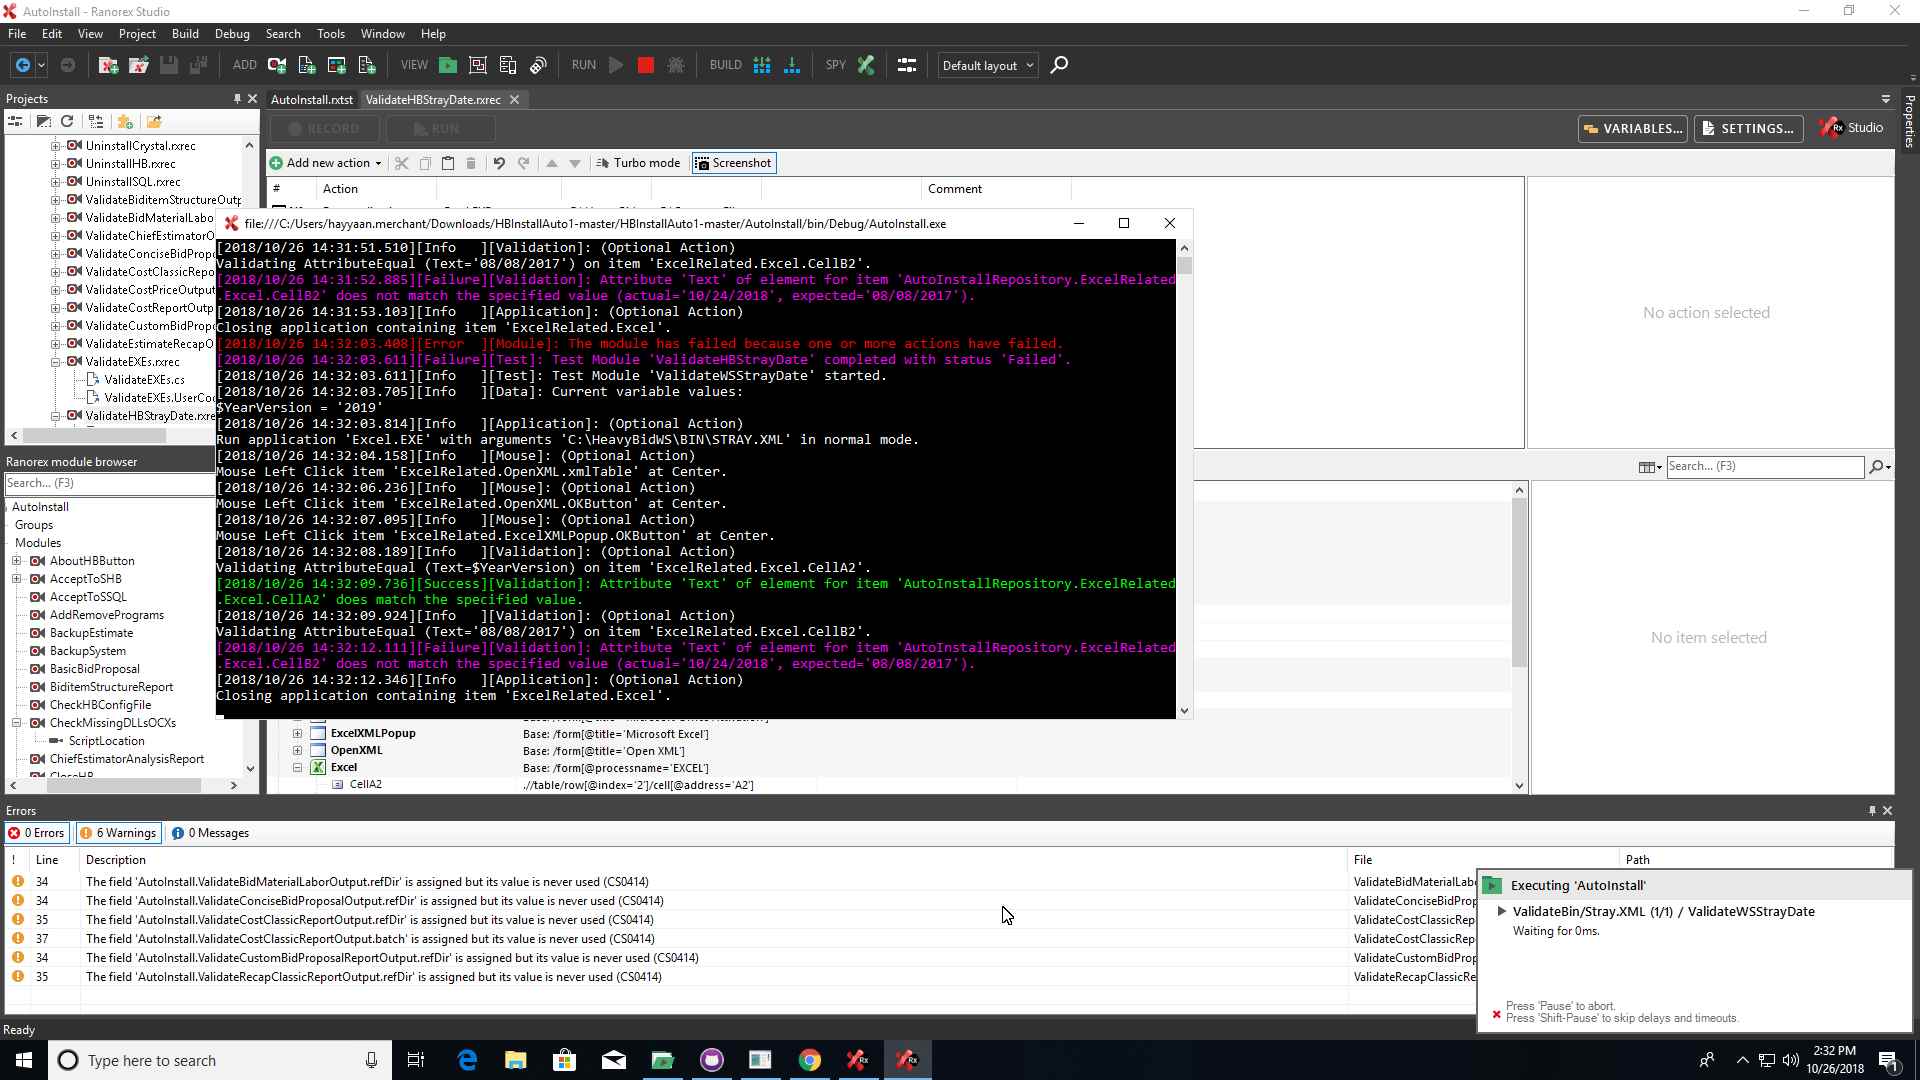 AutoInstall - Ranorex Studio
File Edit View Project Build Debug Search Tools Window Help
ADD VIEW RUN BUILD SPY Default layout
Projects
AutoInstall.rxtst ValidateHBStrayDate.rxrec
RECORD RUN VARIABLES... SETTINGS... Studio
Properties
Add new action Turbo mode Screenshot
# Action Comment
UninstallCrystal.rxrec
UninstallHB.rxrec
UninstallSQL.rxrec
ValidateBiditemStructureOutp
ValidateBidMaterialLabo
ValidateChiefEstimatorO
ValidateConciseBidPropo
ValidateCostClassicRepo
ValidateCostPriceOutput
ValidateCostReportOutp
ValidateCustomBidPropo
ValidateEstimateRecapO
ValidateEXEs.rxrec
ValidateEXEs.cs
ValidateEXEs.UserCo
ValidateHBStrayDate.rxre
Ranorex module browser
Search... (F3)
AutoInstall
Groups
Modules
AboutHBButton
AcceptToSHB
AcceptToSSQL
AddRemovePrograms
BackupEstimate
BackupSystem
BasicBidProposal
BiditemStructureReport
CheckHBConfigFile
CheckMissingDLLsOCXs
ScriptLocation
ChiefEstimatorAnalysisReport
CloseHB
file:///C:/Users/hayyaan.merchant/Downloads/HBInstallAuto1-master/HBInstallAuto1-master/AutoInstall/bin/Debug/AutoInstall.exe
[2018/10/26 14:31:51.510][Info   ][Validation]: (Optional Action)
Validating AttributeEqual (Text='08/08/2017') on item 'ExcelRelated.Excel.CellB2'.
[2018/10/26 14:31:52.885][Failure][Validation]: Attribute 'Text' of element for item 'AutoInstallRepository.ExcelRelated
.Excel.CellB2' does not match the specified value (actual='10/24/2018', expected='08/08/2017').
[2018/10/26 14:31:53.103][Info   ][Application]: (Optional Action)
Closing application containing item 'ExcelRelated.Excel'.
[2018/10/26 14:32:03.408][Error  ][Module]: The module has failed because one or more actions have failed.
[2018/10/26 14:32:03.611][Failure][Test]: Test Module 'ValidateHBStrayDate' completed with status 'Failed'.
[2018/10/26 14:32:03.611][Info   ][Test]: Test Module 'ValidateWSStrayDate' started.
[2018/10/26 14:32:03.705][Info   ][Data]: Current variable values:
$YearVersion = '2019'
[2018/10/26 14:32:03.814][Info   ][Application]: (Optional Action)
Run application 'Excel.EXE' with arguments 'C:\HeavyBidWS\BIN\STRAY.XML' in normal mode.
[2018/10/26 14:32:04.158][Info   ][Mouse]: (Optional Action)
Mouse Left Click item 'ExcelRelated.OpenXML.xmlTable' at Center.
[2018/10/26 14:32:06.236][Info   ][Mouse]: (Optional Action)
Mouse Left Click item 'ExcelRelated.OpenXML.OKButton' at Center.
[2018/10/26 14:32:07.095][Info   ][Mouse]: (Optional Action)
Mouse Left Click item 'ExcelRelated.ExcelXMLPopup.OKButton' at Center.
[2018/10/26 14:32:08.189][Info   ][Validation]: (Optional Action)
Validating AttributeEqual (Text=$YearVersion) on item 'ExcelRelated.Excel.CellA2'.
[2018/10/26 14:32:09.736][Success][Validation]: Attribute 'Text' of element for item 'AutoInstallRepository.ExcelRelated
.Excel.CellA2' does match the specified value.
[2018/10/26 14:32:09.924][Info   ][Validation]: (Optional Action)
Validating AttributeEqual (Text='08/08/2017') on item 'ExcelRelated.Excel.CellB2'.
[2018/10/26 14:32:12.111][Failure][Validation]: Attribute 'Text' of element for item 'AutoInstallRepository.ExcelRelated
.Excel.CellB2' does not match the specified value (actual='10/24/2018', expected='08/08/2017').
[2018/10/26 14:32:12.346][Info   ][Application]: (Optional Action)
Closing application containing item 'ExcelRelated.Excel'.
No action selected
Search... (F3)
No item selected
ExcelXMLPopup Base: /form[@title='Microsoft Excel']
OpenXML Base: /form[@title='Open XML']
Excel Base: /form[@processname='EXCEL']
CellA2 .//table/row[@index='2']/cell[@address='A2']
Errors
0 Errors 6 Warnings 0 Messages
! Line Description File Path
34 The field 'AutoInstall.ValidateBidMaterialLaborOutput.refDir' is assigned but its value is never used (CS0414) ValidateBidMaterialLabo
34 The field 'AutoInstall.ValidateConciseBidProposalOutput.refDir' is assigned but its value is never used (CS0414) ValidateConciseBidProp
35 The field 'AutoInstall.ValidateCostClassicReportOutput.refDir' is assigned but its value is never used (CS0414) ValidateCostClassicRep
37 The field 'AutoInstall.ValidateCostClassicReportOutput.batch' is assigned but its value is never used (CS0414) ValidateCostClassicRep
34 The field 'AutoInstall.ValidateCustomBidProposalReportOutput.refDir' is assigned but its value is never used (CS0414) ValidateCustomBidProp
35 The field 'AutoInstall.ValidateRecapClassicReportOutput.refDir' is assigned but its value is never used (CS0414) ValidateRecapClassicRe
Executing 'AutoInstall'
ValidateBin/Stray.XML (1/1) / ValidateWSStrayDate
Waiting for 0ms.
Press 'Pause' to abort.
Press 'Shift-Pause' to skip delays and timeouts.
Ready
Type here to search
2:32 PM
10/26/2018
1